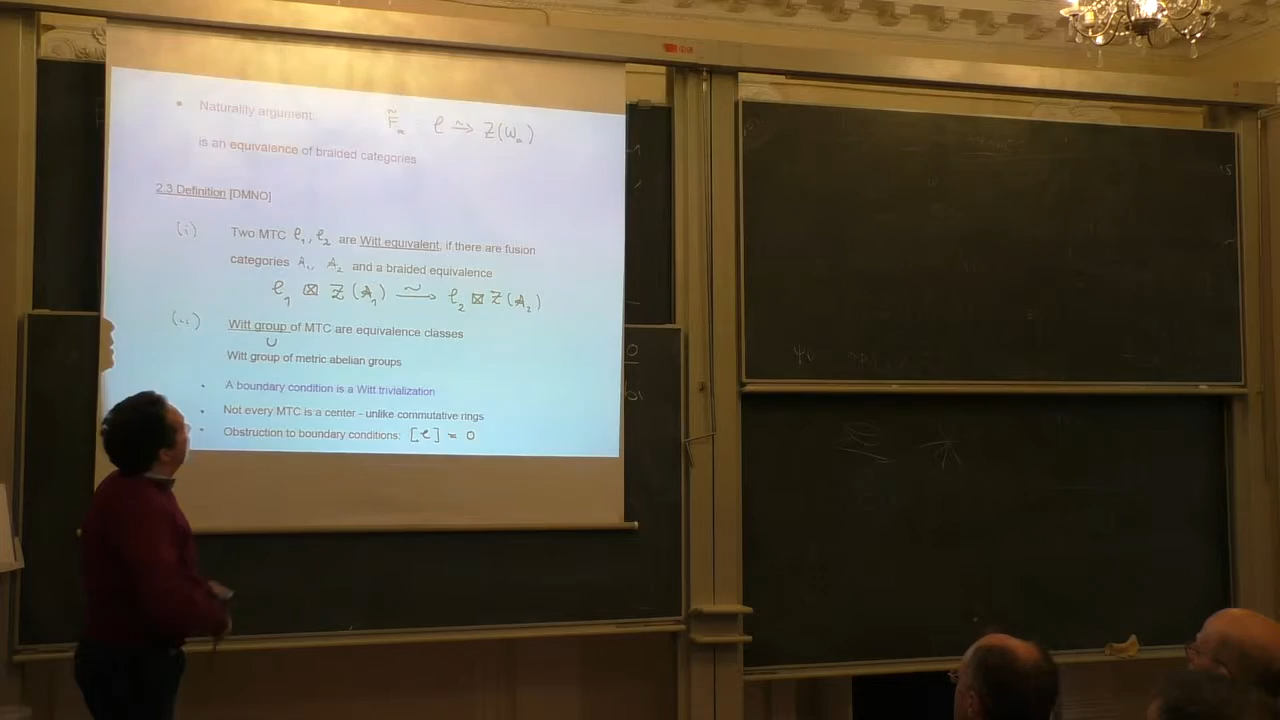 • Naturality argument: F̃ₐ 𝒞 ⥲ Z(Wₐ)
is an equivalence of braided categories
2.3 Definition [DMNO]
(i) Two MTC 𝒞₁, 𝒞₂ are Witt equivalent, if there are fusion
categories A₁, A₂ and a braided equivalence
𝒞₁ ⊠ Z(A₁) ⥲ 𝒞₂ ⊠ Z(A₂)
(ii) Witt group of MTC are equivalence classes
∪
Witt group of metric abelian groups
• A boundary condition is a Witt trivialization
• Not every MTC is a center - unlike commutative rings
• Obstruction to boundary conditions: [𝒞] = 0